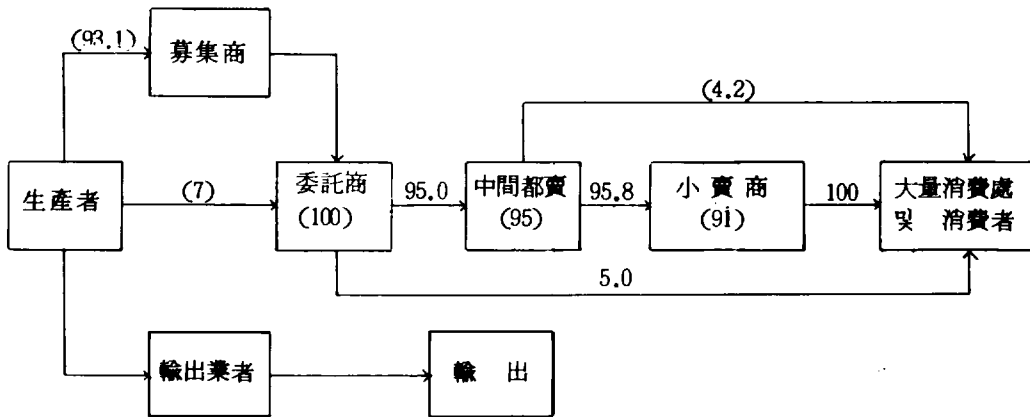 (93.1)
募集商
(4.2)
生產者
(7)
委託商
(100)
95.0
中間都賣
(95)
95.8
小賣商
(91)
100
大量消費處
및 消費者
5.0
輸出業者
輸出